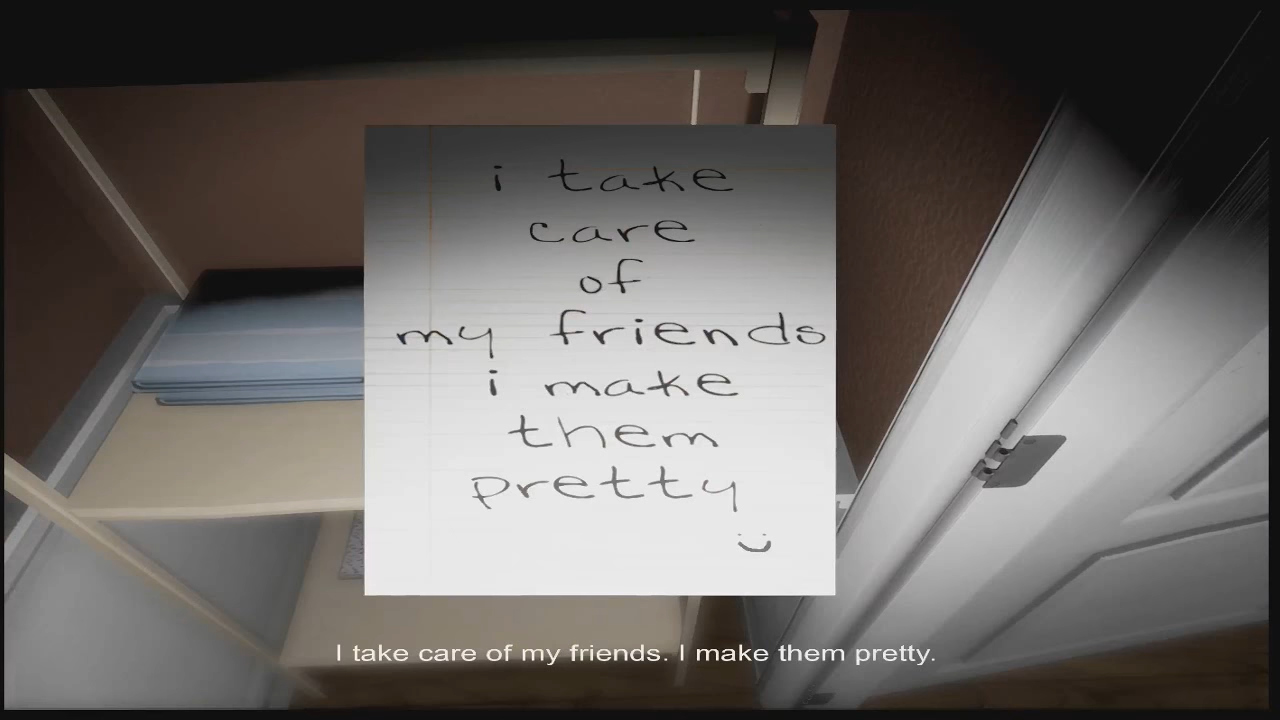 i take
care
of
my friends
i make
them
pretty
I take care of my friends. I make them pretty.